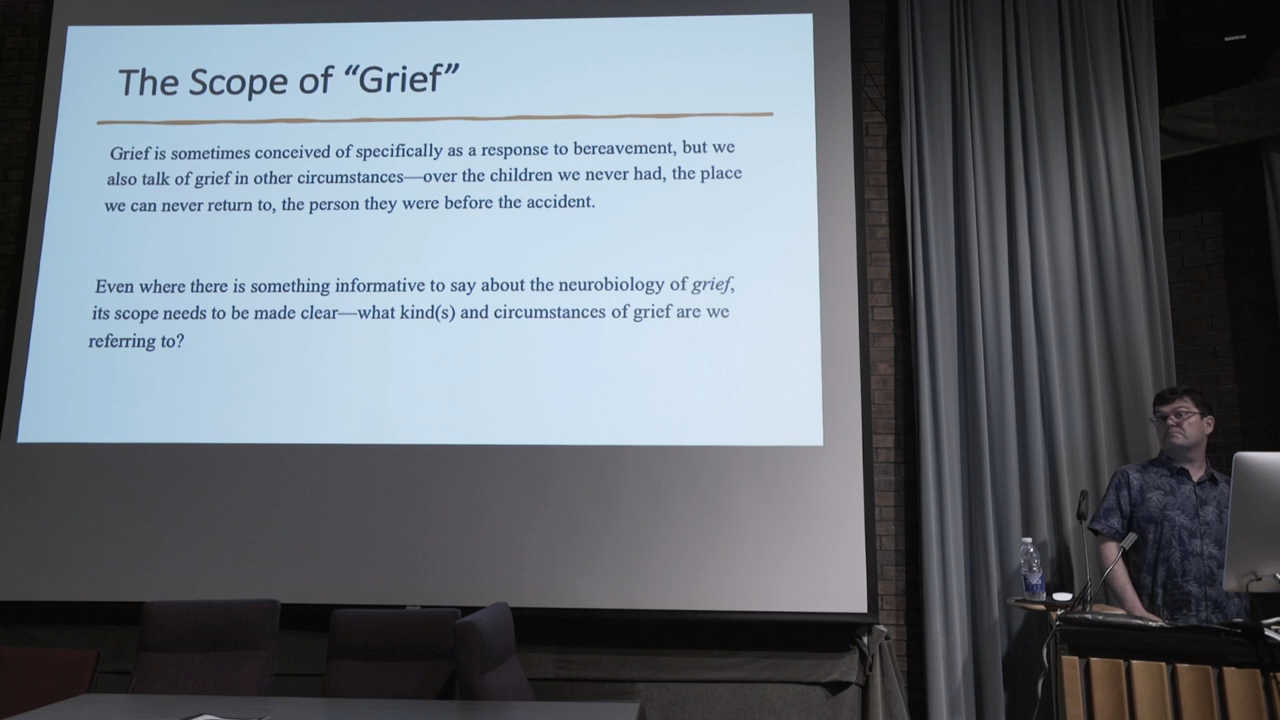 The Scope of “Grief”
Grief is sometimes conceived of specifically as a response to bereavement, but we
also talk of grief in other circumstances—over the children we never had, the place
we can never return to, the person they were before the accident.
Even where there is something informative to say about the neurobiology of grief,
its scope needs to be made clear—what kind(s) and circumstances of grief are we
referring to?